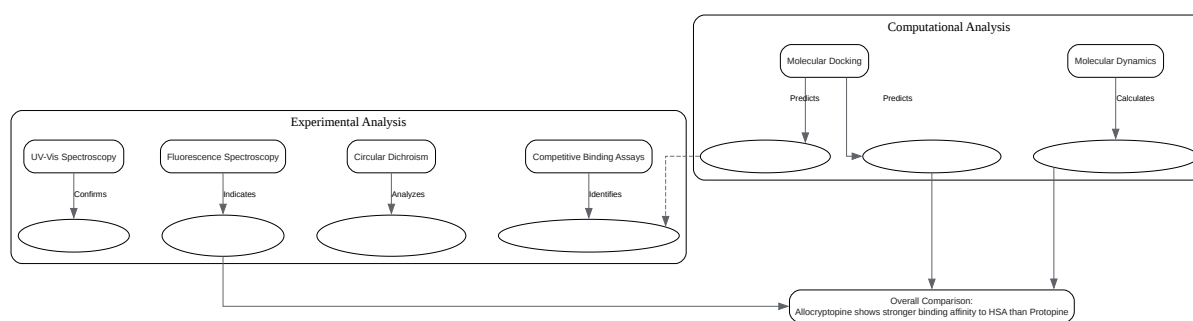 Computational Analysis
Molecular Docking
Molecular Dynamics
Predicts
Predicts
Calculates
Experimental Analysis
UV-Vis Spectroscopy
Fluorescence Spectroscopy
Circular Dichroism
Competitive Binding Assays
Confirms
Indicates
Analyzes
Identifies
Overall Comparison:
Allocryptopine shows stronger binding affinity to HSA than Protopine